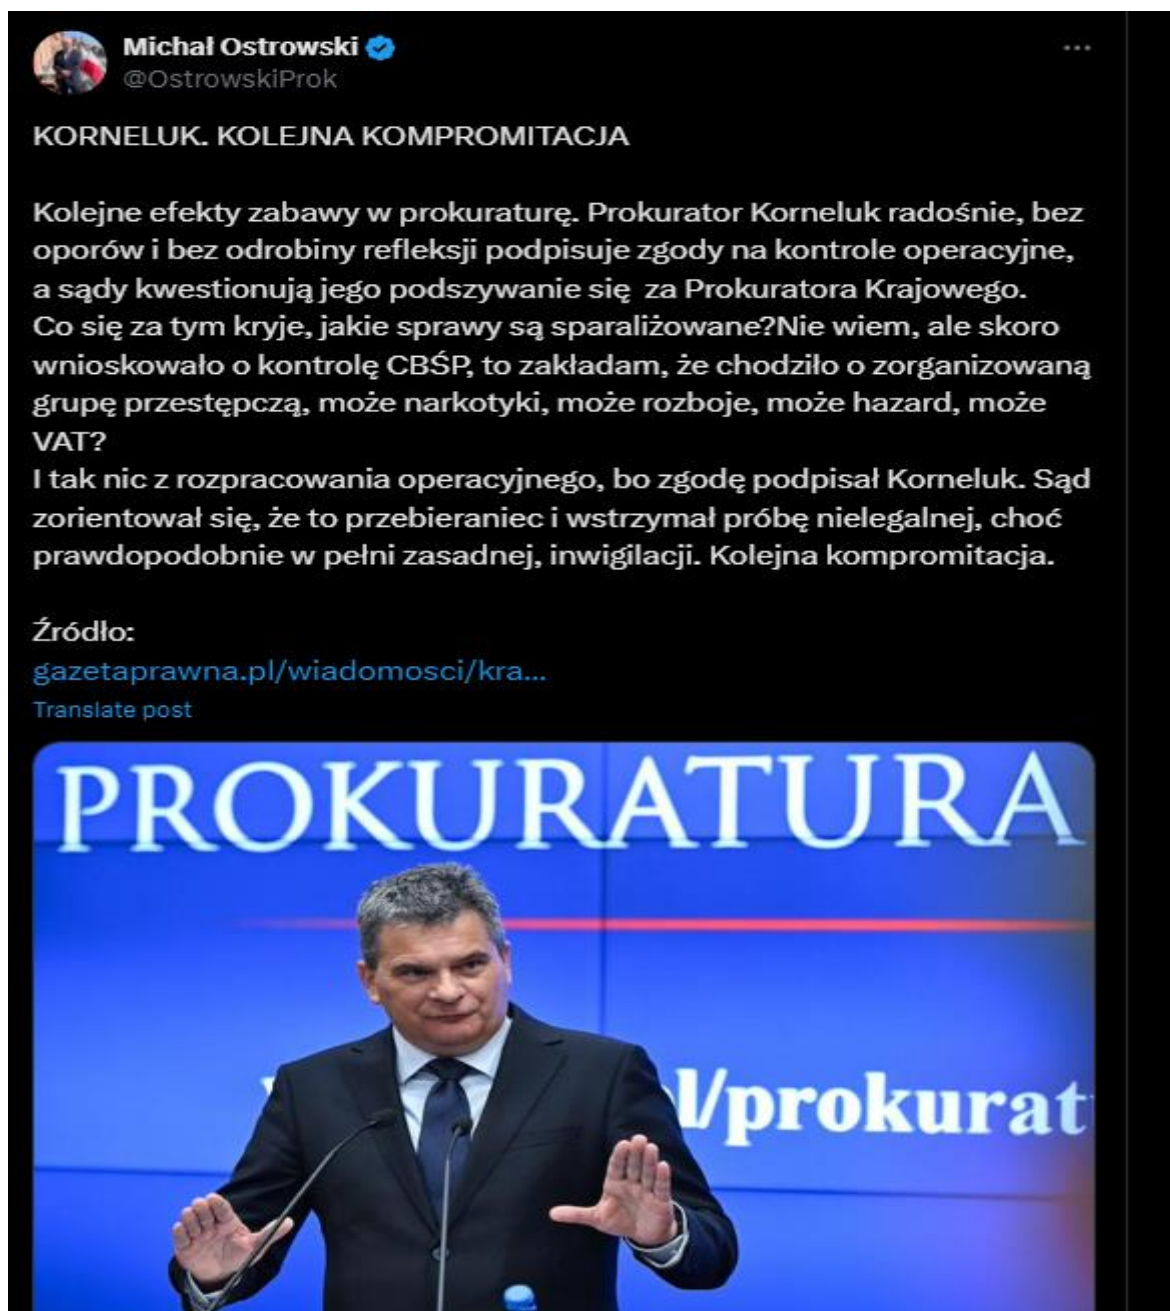 Michał Ostrowski
@OstrowskiProk
KORNELUK. KOLEJNA KOMPROMITACJA
Kolejne efekty zabawy w prokuraturę. Prokurator Korneluk radośnie, bez
oporów i bez odrobiny refleksji podpisuje zgody na kontrole operacyjne,
a sądy kwestionują jego podszywanie się  za Prokuratora Krajowego.
Co się za tym kryje, jakie sprawy są sparaliżowane?Nie wiem, ale skoro
wnioskowało o kontrolę CBŚP, to zakładam, że chodziło o zorganizowaną
grupę przestępczą, może narkotyki, może rozboje, może hazard, może
VAT?
I tak nic z rozpracowania operacyjnego, bo zgodę podpisał Korneluk. Sąd
zorientował się, że to przebieraniec i wstrzymał próbę nielegalnej, choć
prawdopodobnie w pełni zasadnej, inwigilacji. Kolejna kompromitacja.
Źródło:
gazetaprawna.pl/wiadomosci/kra...
Translate post
PROKURATURA
l/prokurat